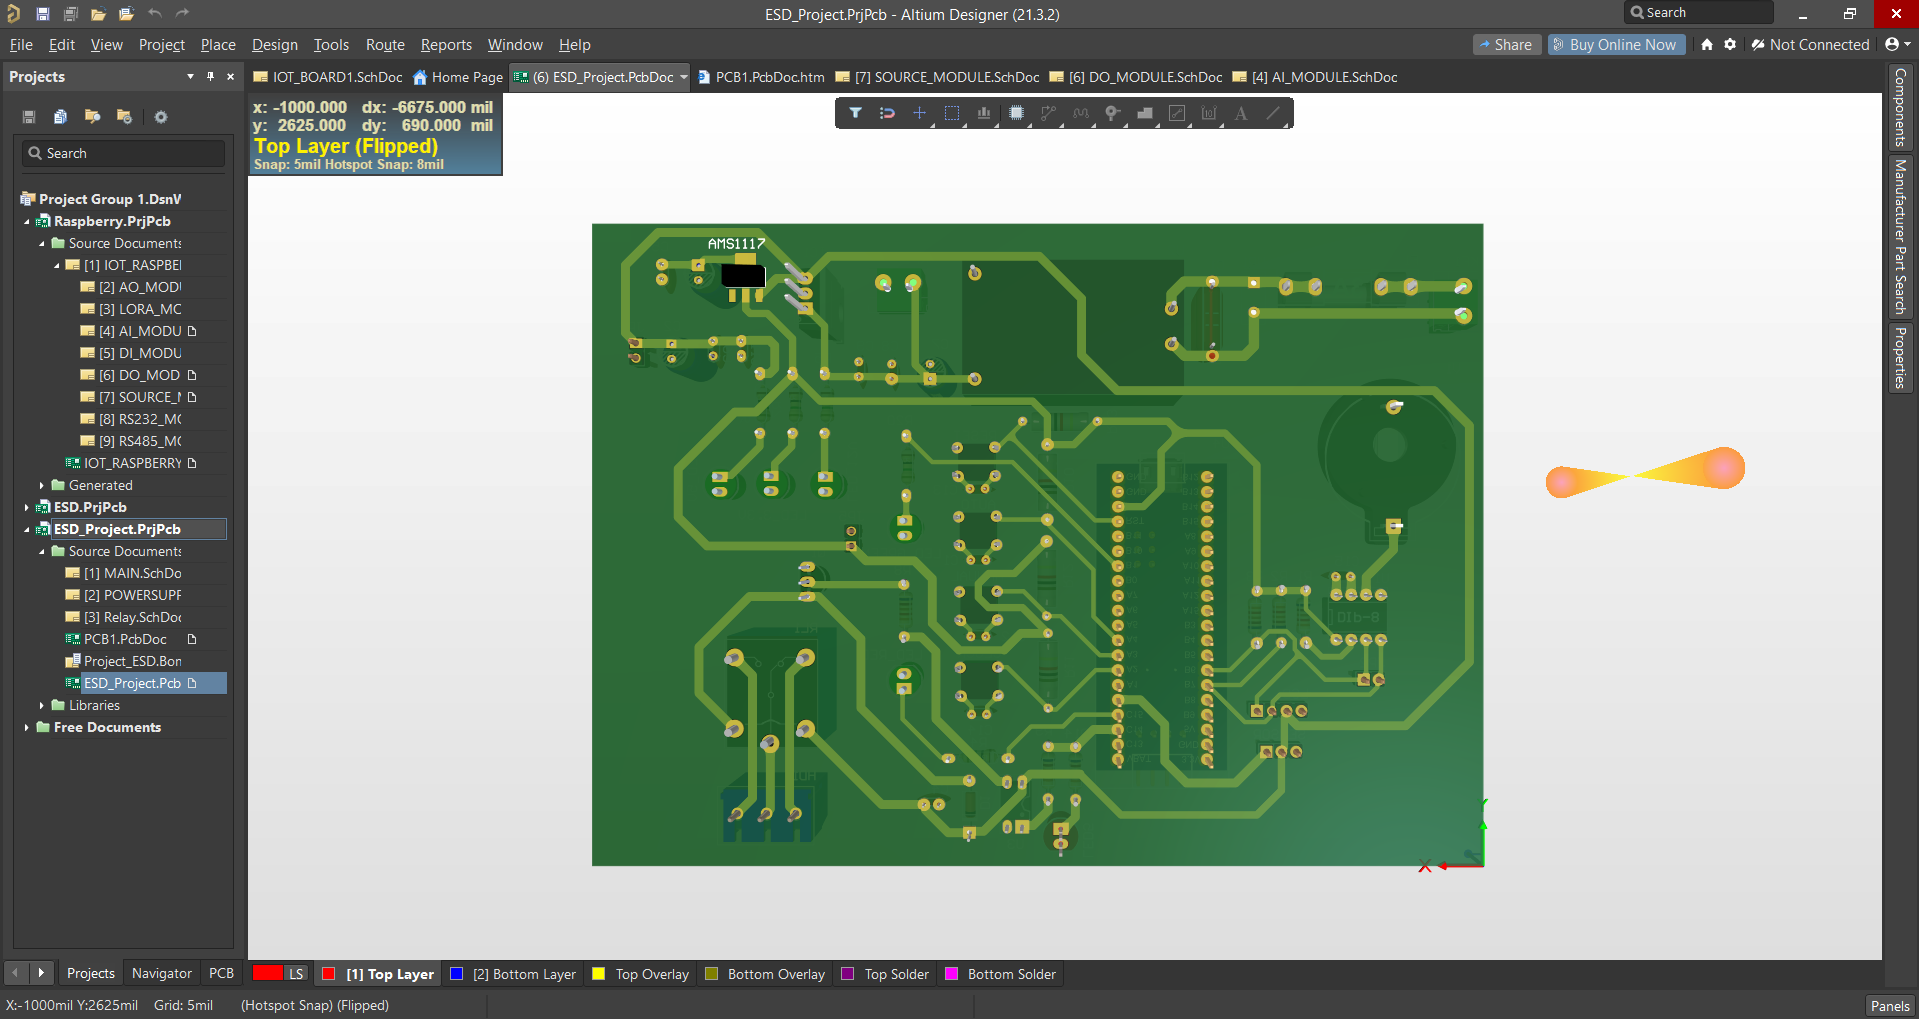 ESD_Project.PrjPcb - Altium Designer (21.3.2)
Search
File Edit View Project Place Design Tools Route Reports Window Help
Share
Buy Online Now
Not Connected
Projects
IOT_BOARD1.SchDoc
Home Page
(6) ESD_Project.PcbDoc
PCB1.PcbDoc.htm
[7] SOURCE_MODULE.SchDoc
[6] DO_MODULE.SchDoc
[4] AI_MODULE.SchDoc
x: -1000.000 dx: -6675.000 mil
y: 2625.000 dy: 690.000 mil
Top Layer (Flipped)
Snap: 5mil Hotspot Snap: 8mil
Search
Project Group 1.DsnW
Raspberry.PrjPcb
Source Documents
[1] IOT_RASPBE
[2] AO_MODU
[3] LORA_MC
[4] AI_MODU
[5] DI_MODU
[6] DO_MOD
[7] SOURCE_M
[8] RS232_MC
[9] RS485_MC
IOT_RASPBERRY
Generated
ESD.PrjPcb
ESD_Project.PrjPcb
Source Documents
[1] MAIN.SchDo
[2] POWERSUPP
[3] Relay.SchDoc
PCB1.PcbDoc
Project_ESD.Bom
ESD_Project.Pcb
Libraries
Free Documents
AMS1117
X
Y
Components
Manufacturer Part Search
Properties
Projects
Navigator
PCB
LS
[1] Top Layer
[2] Bottom Layer
Top Overlay
Bottom Overlay
Top Solder
Bottom Solder
X:-1000mil Y:2625mil Grid: 5mil (Hotspot Snap) (Flipped)
Panels